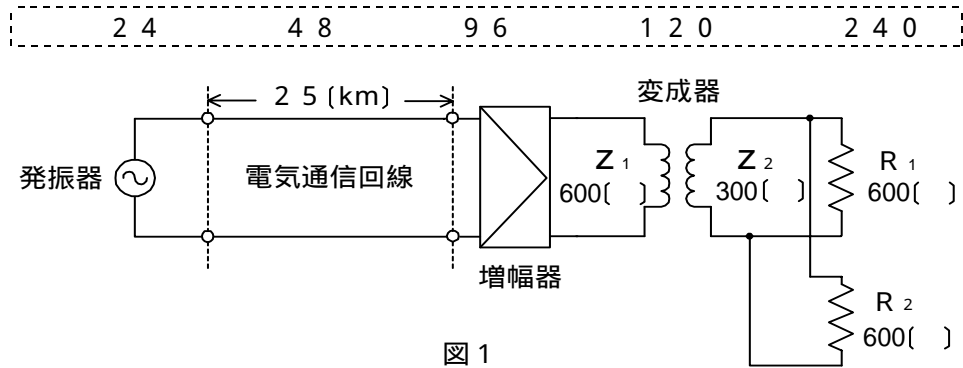 24 48 96 120 240
25〔km〕
変成器
発振器
電気通信回線
Z1
600〔 〕
Z2
300〔 〕
R1
600〔 〕
増幅器
R2
600〔 〕
図1